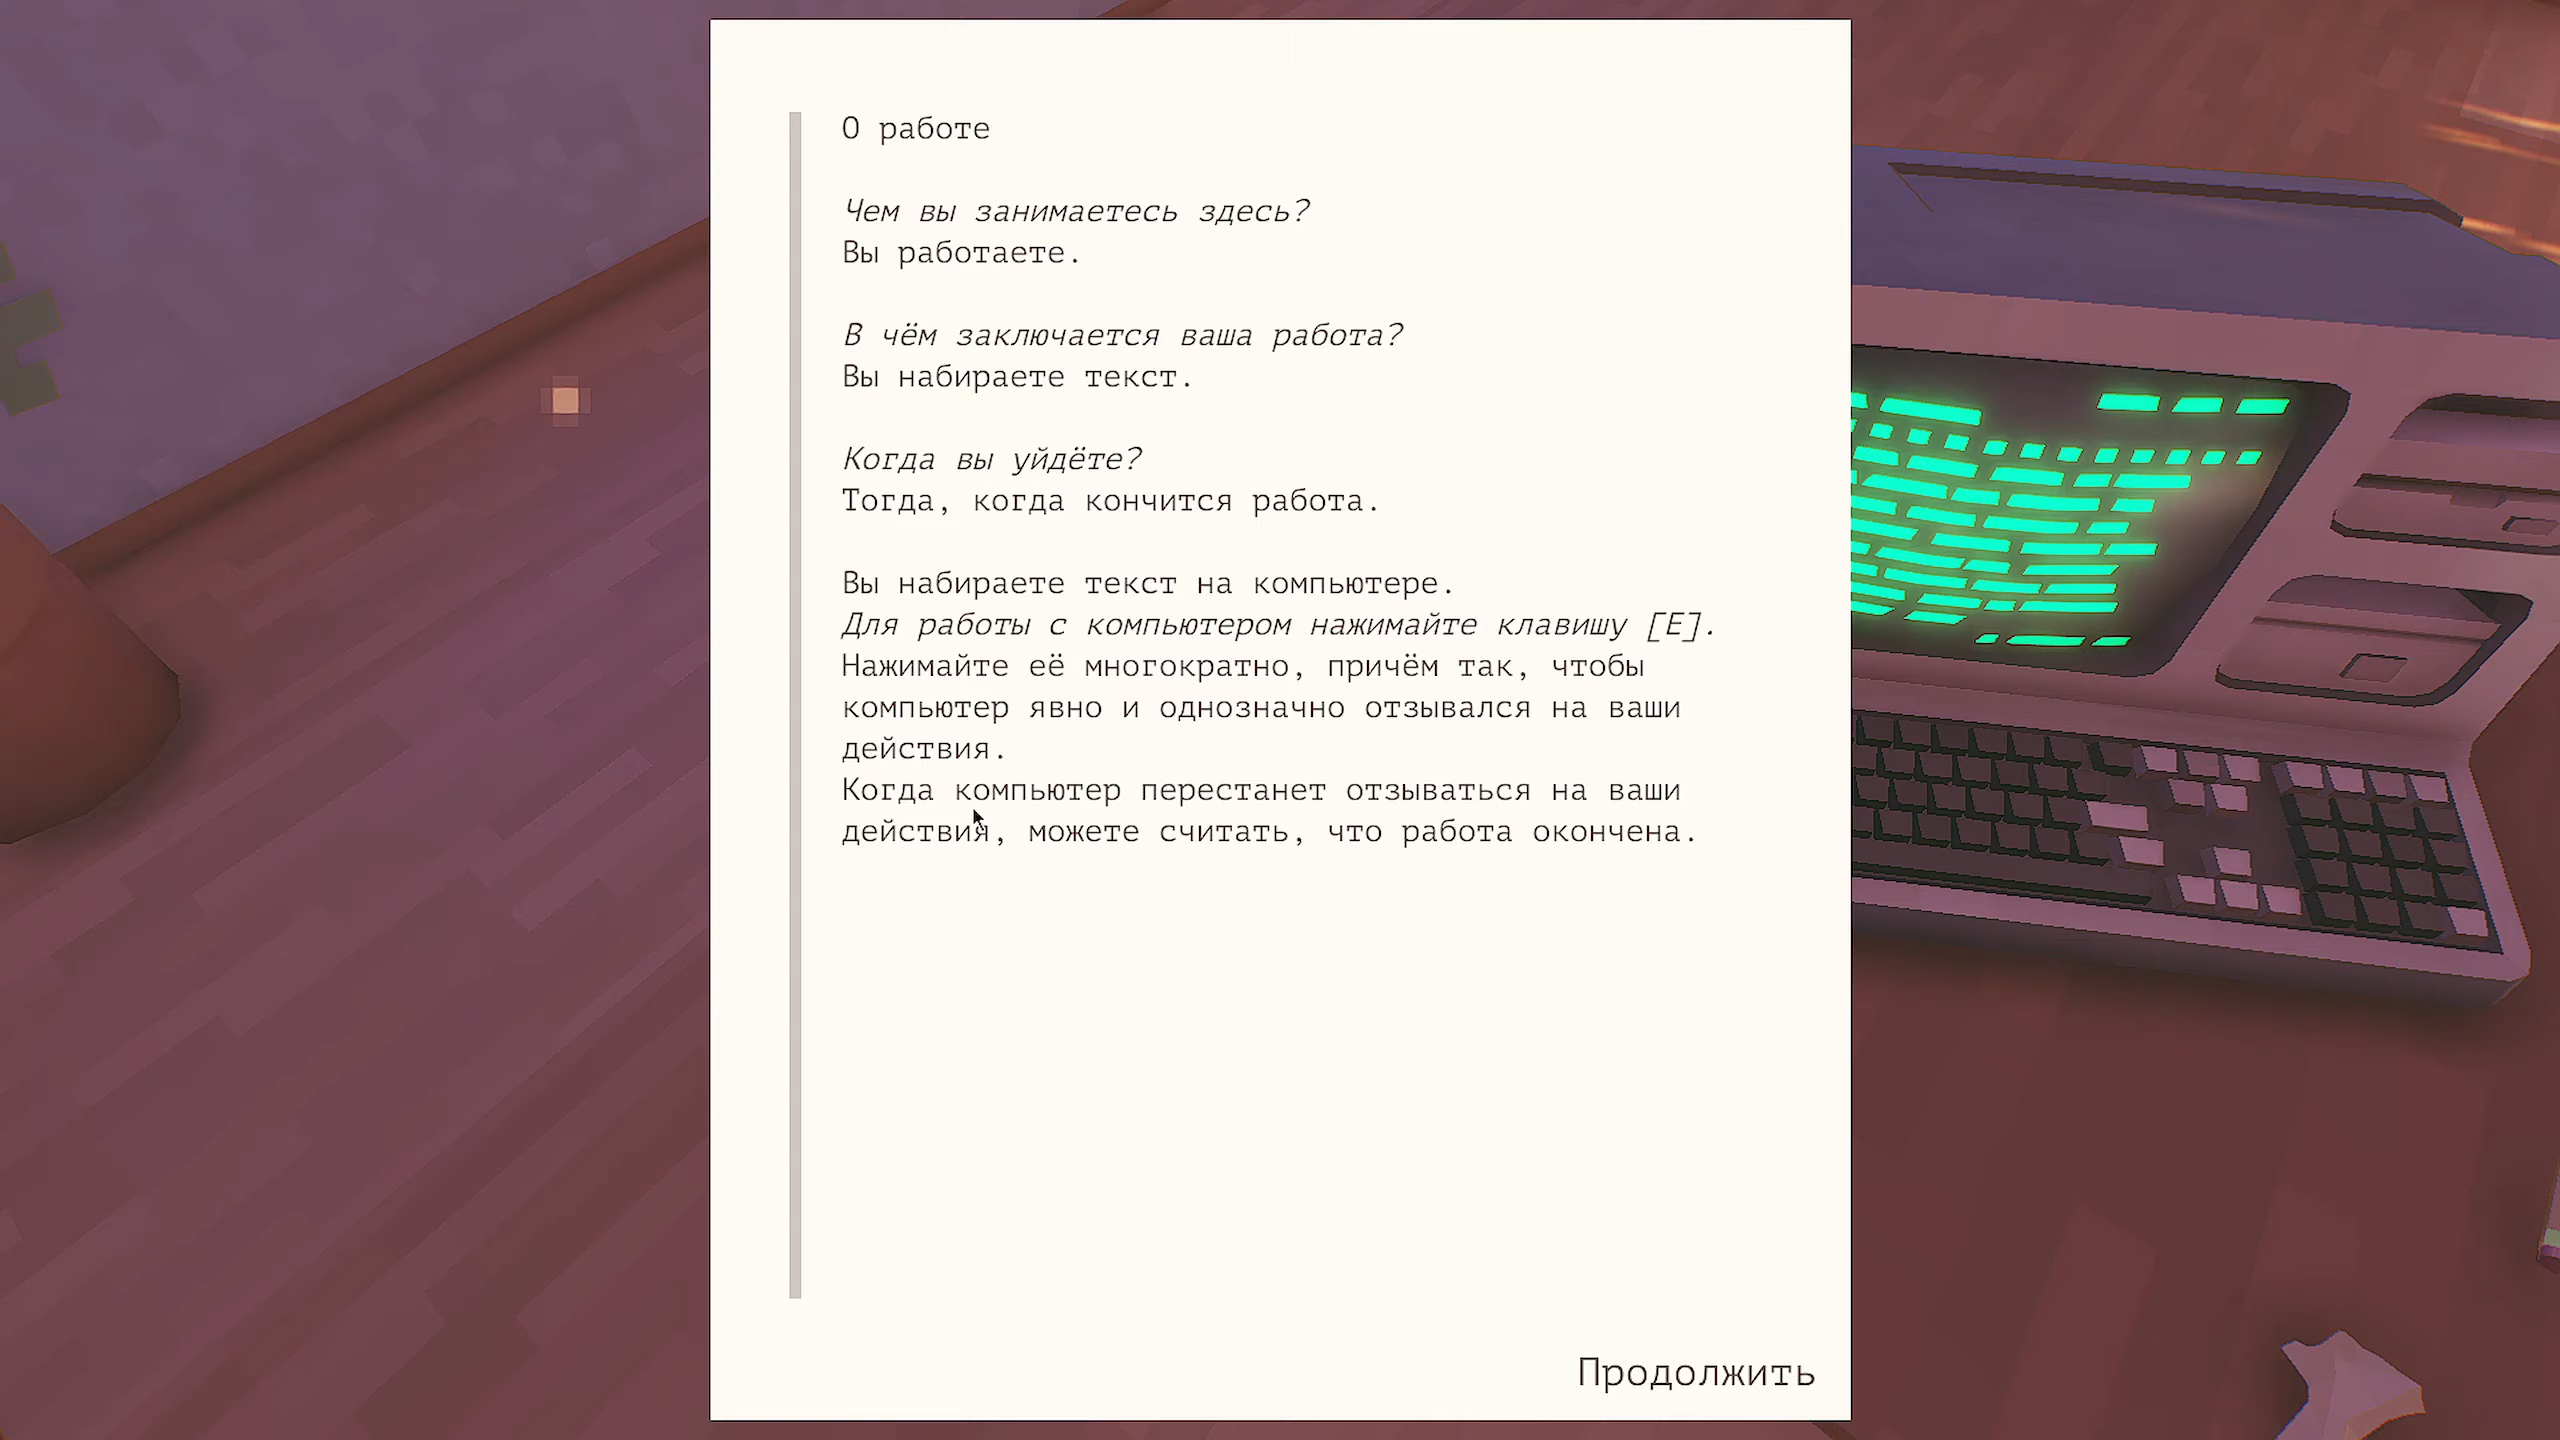 О работе
Чем вы занимаетесь здесь?
Вы работаете.
В чём заключается ваша работа?
Вы набираете текст.
Когда вы уйдёте?
Тогда, когда кончится работа.
Вы набираете текст на компьютере.
Для работы с компьютером нажимайте клавишу [E].
Нажимайте её многократно, причём так, чтобы
компьютер явно и однозначно отзывался на ваши
действия.
Когда компьютер перестанет отзываться на ваши
действия, можете считать, что работа окончена.
Продолжить